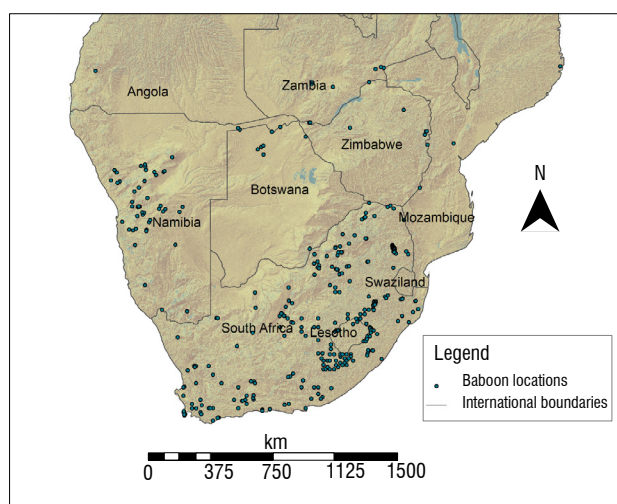 Angola
Zambia
Zimbabwe
Botswana
Namibia
Mozambique
Swaziland
South Africa
Lesotho
N
Legend
Baboon locations
International boundaries
km
0 375 750 1125 1500